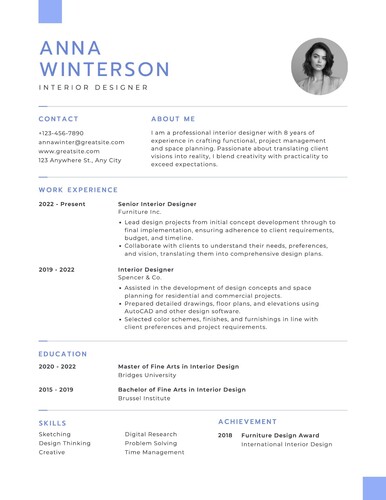 ANNA
WINTERSON
INTERIOR DESIGNER
CONTACT
+123-456-7890
annawinter@greatsite.com
www.greatsite.com
123 Anywhere St., Any City
ABOUT ME
I am a professional interior designer with 8 years of
experience in crafting functional, project management
and space planning. Passionate about translating client
visions into reality, I blend creativity with practicality to
exceed expectations.
WORK EXPERIENCE
2022 - Present
Senior Interior Designer
Furniture Inc.
• Lead design projects from initial concept development through to
final implementation, ensuring adherence to client requirements,
budget, and timeline.
• Collaborate with clients to understand their needs, preferences,
and vision, translating them into comprehensive design plans.
2019 - 2022
Interior Designer
Spencer & Co.
• Assisted in the development of design concepts and space
planning for residential and commercial projects.
• Prepared detailed drawings, floor plans, and elevations using
AutoCAD and other design software.
• Selected color schemes, finishes, and furnishings in line with
client preferences and project requirements.
EDUCATION
2020 - 2022
Master of Fine Arts in Interior Design
Bridges University
2015 - 2019
Bachelor of Fine Arts in Interior Design
Brussel Institute
SKILLS
Sketching
Design Thinking
Creative
Digital Research
Problem Solving
Time Management
ACHIEVEMENT
2018
Furniture Design Award
International Interior Design